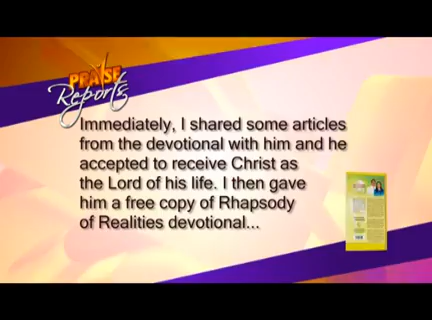 PRAISE
Reports
Immediately, I shared some articles
from the devotional with him and he
accepted to receive Christ as
the Lord of his life. I then gave
him a free copy of Rhapsody
of Realities devotional...